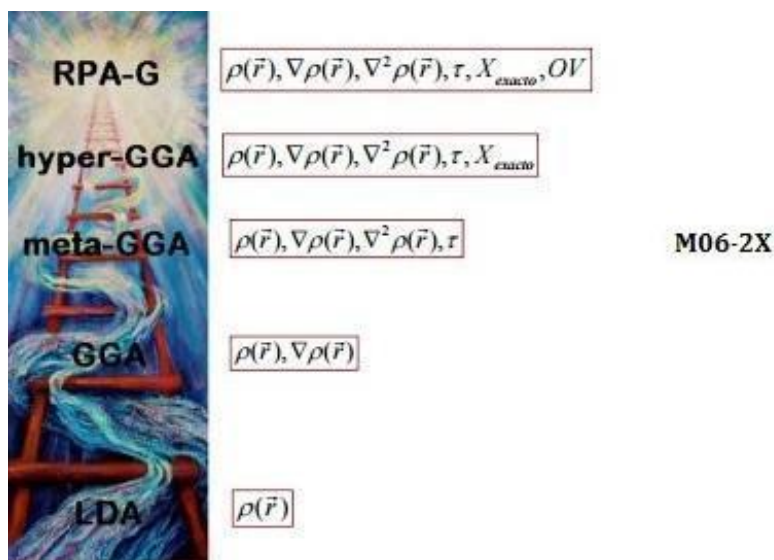 RPA-G ρ(r⃗), ∇ρ(r⃗), ∇²ρ(r⃗), τ, X_exacto, OV
hyper-GGA ρ(r⃗), ∇ρ(r⃗), ∇²ρ(r⃗), τ, X_exacto
meta-GGA ρ(r⃗), ∇ρ(r⃗), ∇²ρ(r⃗), τ M06-2X
GGA ρ(r⃗), ∇ρ(r⃗)
LDA ρ(r⃗)